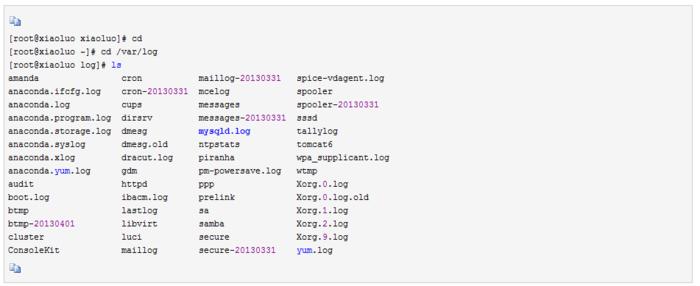 [root@xiaoluo xiaoluo]# cd
[root@xiaoluo ~]# cd /var/log
[root@xiaoluo log]# ls
amanda cron maillog-20130331 spice-vdagent.log
anaconda.ifcfg.log cron-20130331 mcelog spooler
anaconda.log cups messages spooler-20130331
anaconda.program.log dirsrv messages-20130331 sssd
anaconda.storage.log dmesg mysqld.log tallylog
anaconda.syslog dmesg.old ntpstats tomcat6
anaconda.xlog dracut.log piranha wpa_supplicant.log
anaconda.yum.log gdm pm-powersave.log wtmp
audit httpd ppp Xorg.0.log
boot.log ibacm.log prelink Xorg.0.log.old
btmp lastlog sa Xorg.1.log
btmp-20130401 libvirt samba Xorg.2.log
cluster luci secure Xorg.9.log
ConsoleKit maillog secure-20130331 yum.log